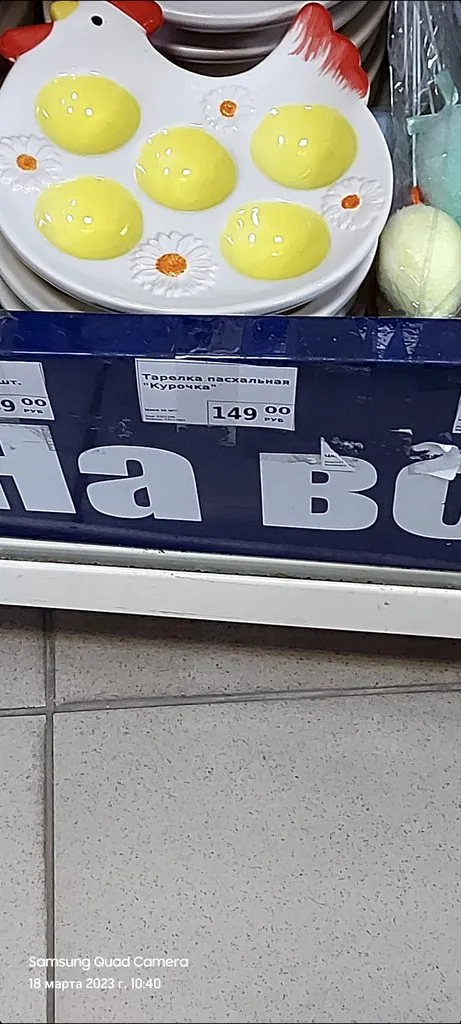 шт.
9 00
РУБ
Тарелка пасхальная
"Курочка"
149 00
РУБ
На во
Samsung Quad Camera
18 марта 2023 г. 10:40